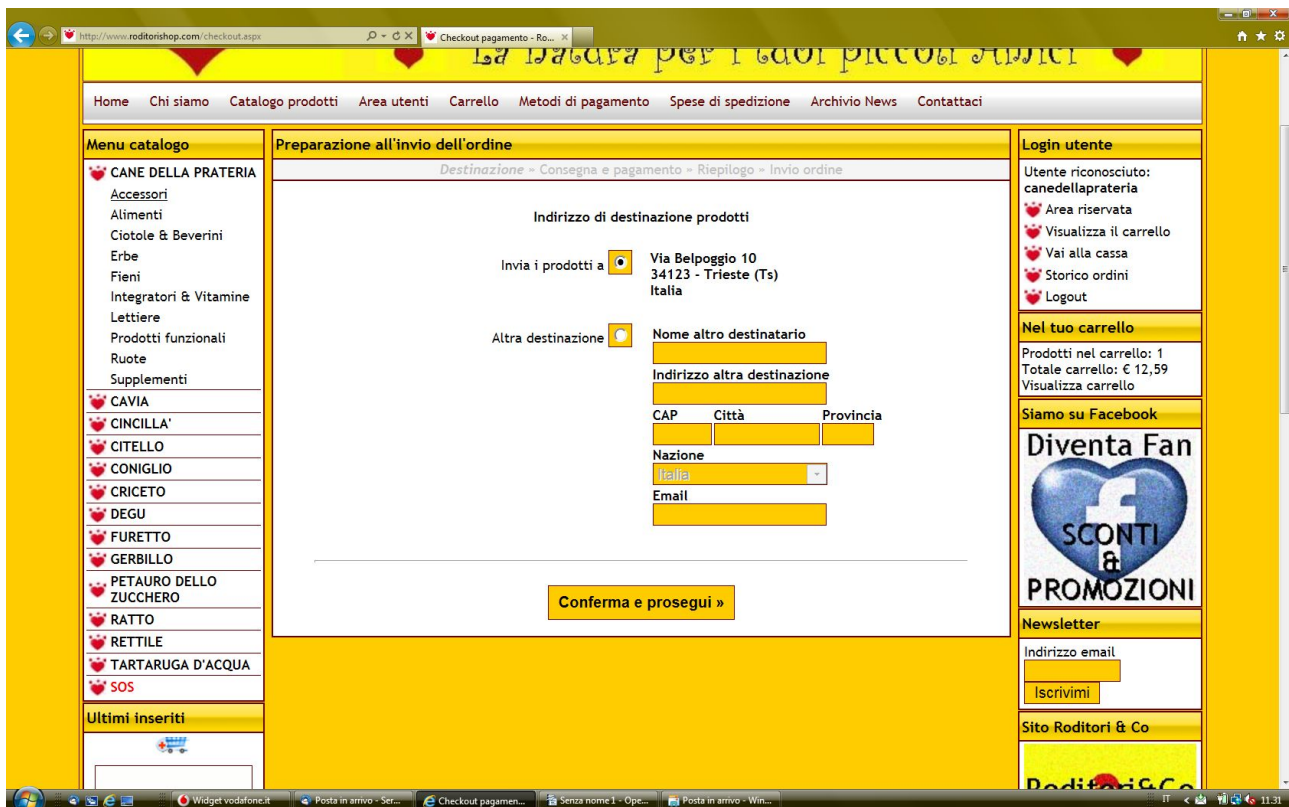 http://www.roditorishop.com/checkout.aspx
Checkout pagamento - Ro...
La Natura per i tuoi piccoli Amici
Home Chi siamo Catalogo prodotti Area utenti Carrello Metodi di pagamento Spese di spedizione Archivio News Contattaci
Menu catalogo
CANE DELLA PRATERIA
Accessori
Alimenti
Ciotole & Beverini
Erbe
Fieni
Integratori & Vitamine
Lettiere
Prodotti funzionali
Ruote
Supplementi
CAVIA
CINCILLA'
CITELLO
CONIGLIO
CRICETO
DEGU
FURETTO
GERBILLO
PETAURO DELLO
ZUCCHERO
RATTO
RETTILE
TARTARUGA D'ACQUA
SOS
Ultimi inseriti
Preparazione all'invio dell'ordine
Destinazione » Consegna e pagamento » Riepilogo » Invio ordine
Indirizzo di destinazione prodotti
Invia i prodotti a
Via Belpoggio 10
34123 - Trieste (Ts)
Italia
Altra destinazione
Nome altro destinatario
Indirizzo altra destinazione
CAP Città Provincia
Nazione
Italia
Email
Conferma e prosegui »
Login utente
Utente riconosciuto:
canedellaprateria
Area riservata
Visualizza il carrello
Vai alla cassa
Storico ordini
Logout
Nel tuo carrello
Prodotti nel carrello: 1
Totale carrello: € 12,59
Visualizza carrello
Siamo su Facebook
Diventa Fan
f
SCONTI
&
PROMOZIONI
Newsletter
Indirizzo email
Iscrivimi
Sito Roditori & Co
Roditori & Co
Widget vodafone.it Posta in arrivo - Ser... Checkout pagamen... Senza nome 1 - Ope... Posta in arrivo - Win... IT 11.31